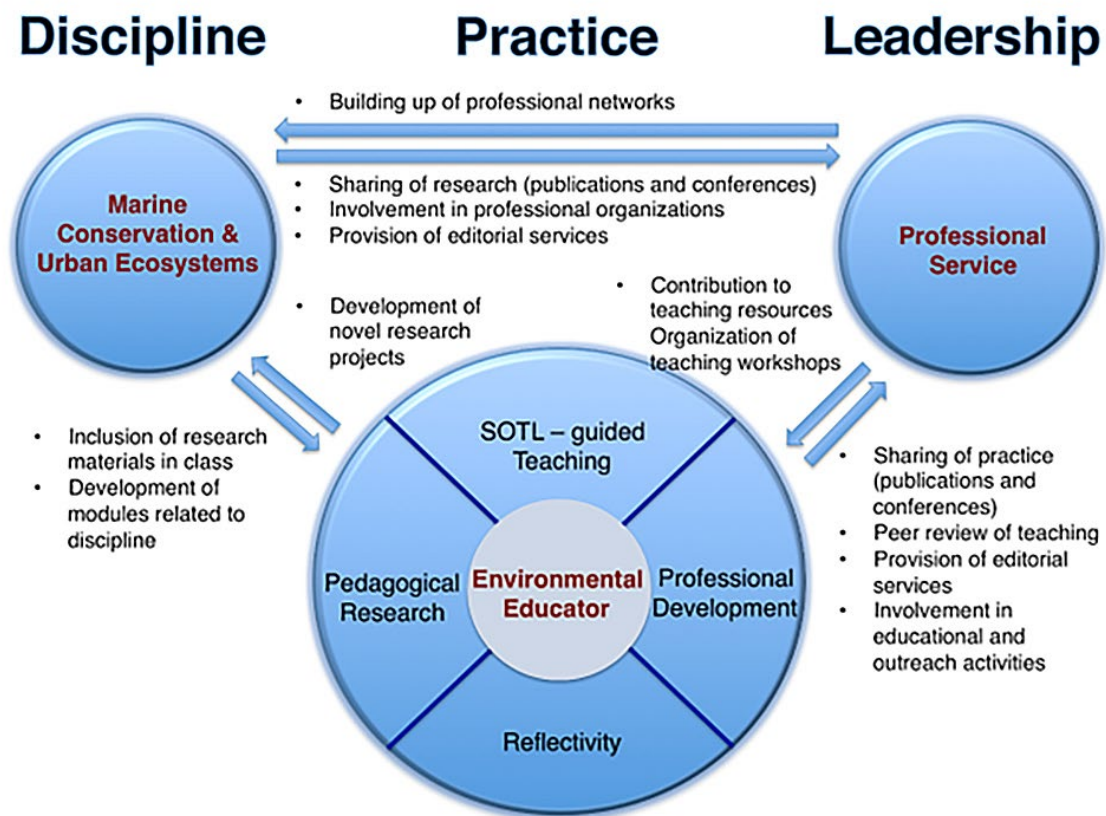 Discipline
Practice
Leadership
• Building up of professional networks
Marine
Conservation &
Urban Ecosystems
• Sharing of research (publications and conferences)
• Involvement in professional organizations
• Provision of editorial services
Professional
Service
• Development of
novel research
projects
• Contribution to
teaching resources
Organization of
teaching workshops
• Inclusion of research
materials in class
• Development of
modules related to
discipline
SOTL – guided
Teaching
Pedagogical
Research
Environmental
Educator
Professional
Development
Reflectivity
• Sharing of practice
(publications and
conferences)
• Peer review of teaching
• Provision of editorial
services
• Involvement in
educational and
outreach activities